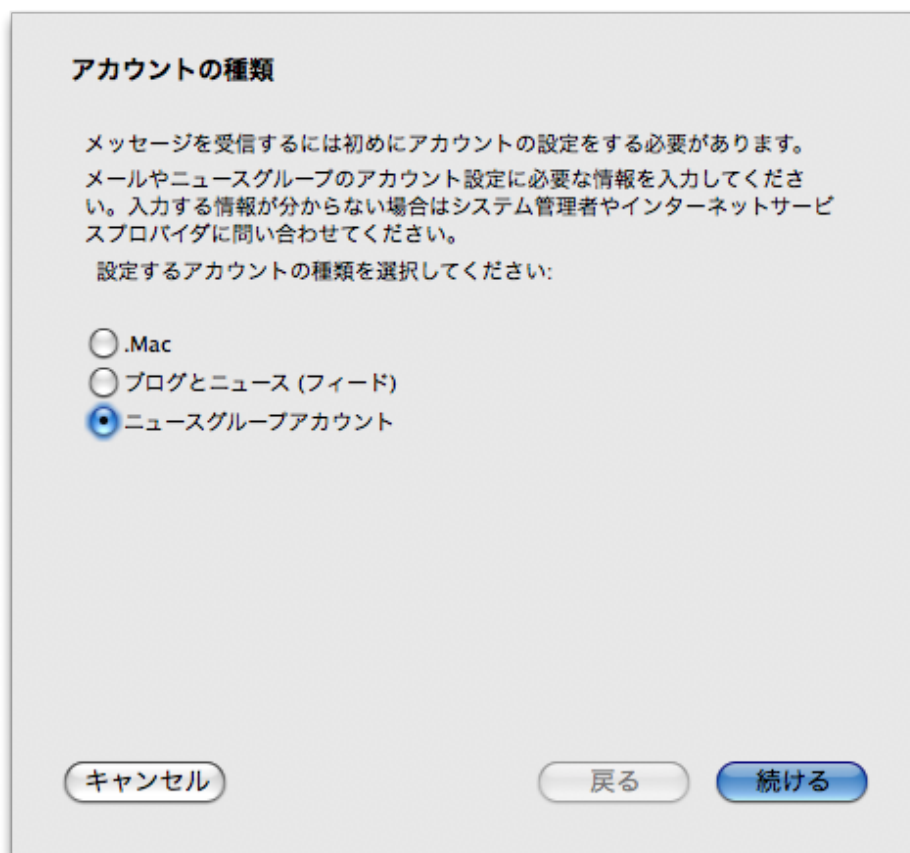 アカウントの種類
メッセージを受信するには初めにアカウントの設定をする必要があります。
メールやニュースグループのアカウント設定に必要な情報を入力してくださ
い。入力する情報が分からない場合はシステム管理者やインターネットサービ
スプロバイダに問い合わせてください。
設定するアカウントの種類を選択してください:
.Mac
ブログとニュース (フィード)
ニュースグループアカウント
キャンセル 戻る 続ける